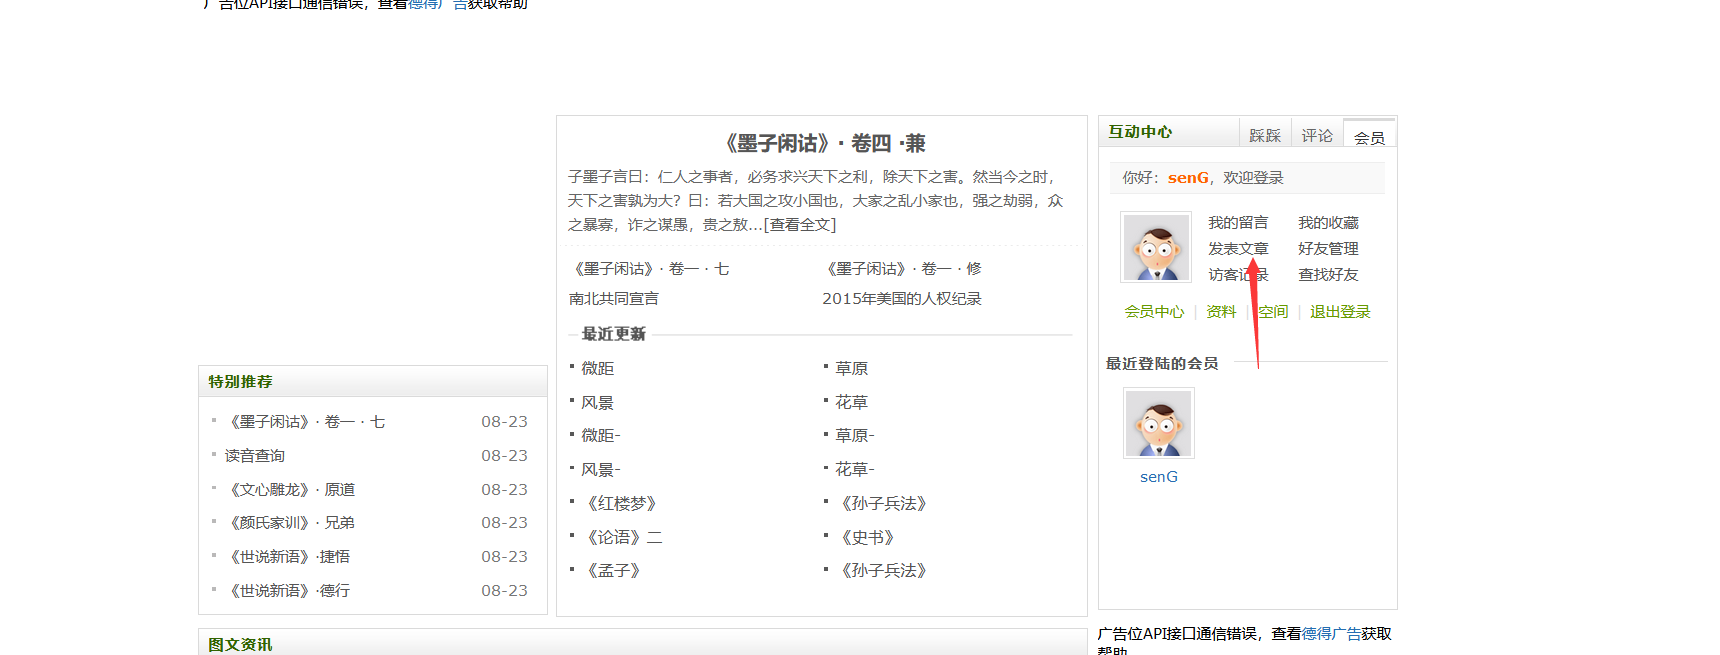 广告位API接口通信错误，查看德得广告获取帮助
《墨子闲诂》· 卷四 ·兼
子墨子言曰：仁人之事者，必务求兴天下之利，除天下之害。然当今之时，
天下之害孰为大？曰：若大国之攻小国也，大家之乱小家也，强之劫弱，众
之暴寡，诈之谋愚，贵之敖...[查看全文]
《墨子闲诂》· 卷一 · 七
《墨子闲诂》· 卷一 · 修
南北共同宣言
2015年美国的人权纪录
最近更新
微距
草原
风景
花草
微距-
草原-
风景-
花草-
《红楼梦》
《孙子兵法》
《论语》二
《史书》
《孟子》
《孙子兵法》
特别推荐
《墨子闲诂》· 卷一 · 七 08-23
读音查询 08-23
《文心雕龙》· 原道 08-23
《颜氏家训》· 兄弟 08-23
《世说新语》·捷悟 08-23
《世说新语》·德行 08-23
图文资讯
互动中心 踩踩 评论 会员
你好：senG，欢迎登录
我的留言 我的收藏
发表文章 好友管理
访客记录 查找好友
会员中心 | 资料 | 空间 | 退出登录
最近登陆的会员
senG
广告位API接口通信错误，查看德得广告获取
帮助